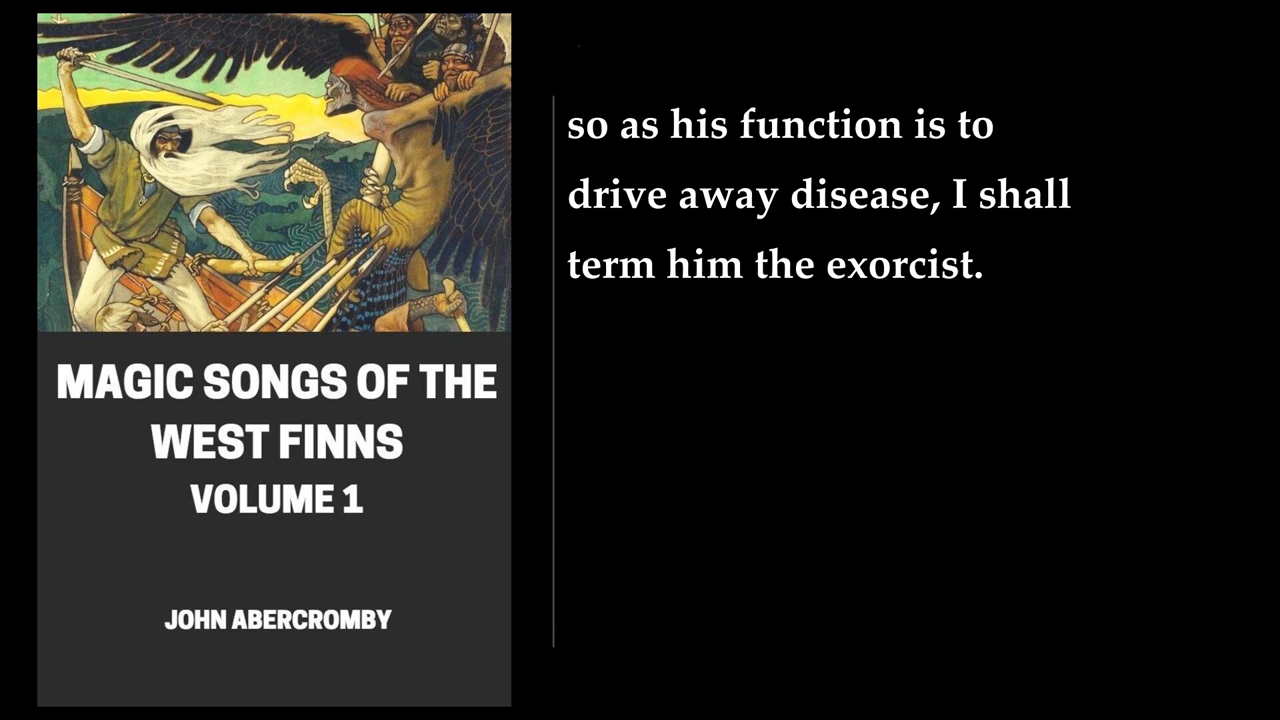 MAGIC SONGS OF THE
WEST FINNS
VOLUME 1
JOHN ABERCROMBY
so as his function is to
drive away disease, I shall
term him the exorcist.